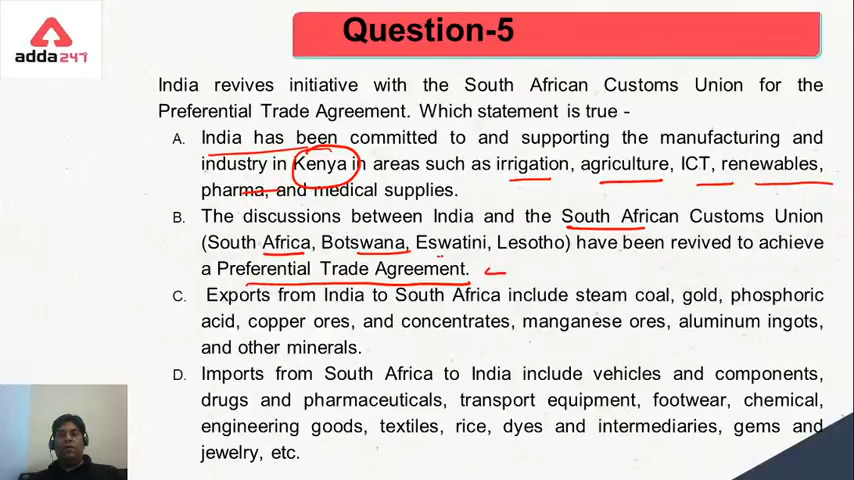 Question-5
adda247
India revives initiative with the South African Customs Union for the
Preferential Trade Agreement. Which statement is true -
A. India has been committed to and supporting the manufacturing and
industry in Kenya in areas such as irrigation, agriculture, ICT, renewables,
pharma, and medical supplies.
B. The discussions between India and the South African Customs Union
(South Africa, Botswana, Eswatini, Lesotho) have been revived to achieve
a Preferential Trade Agreement.
C. Exports from India to South Africa include steam coal, gold, phosphoric
acid, copper ores, and concentrates, manganese ores, aluminum ingots,
and other minerals.
D. Imports from South Africa to India include vehicles and components,
drugs and pharmaceuticals, transport equipment, footwear, chemical,
engineering goods, textiles, rice, dyes and intermediaries, gems and
jewelry, etc.